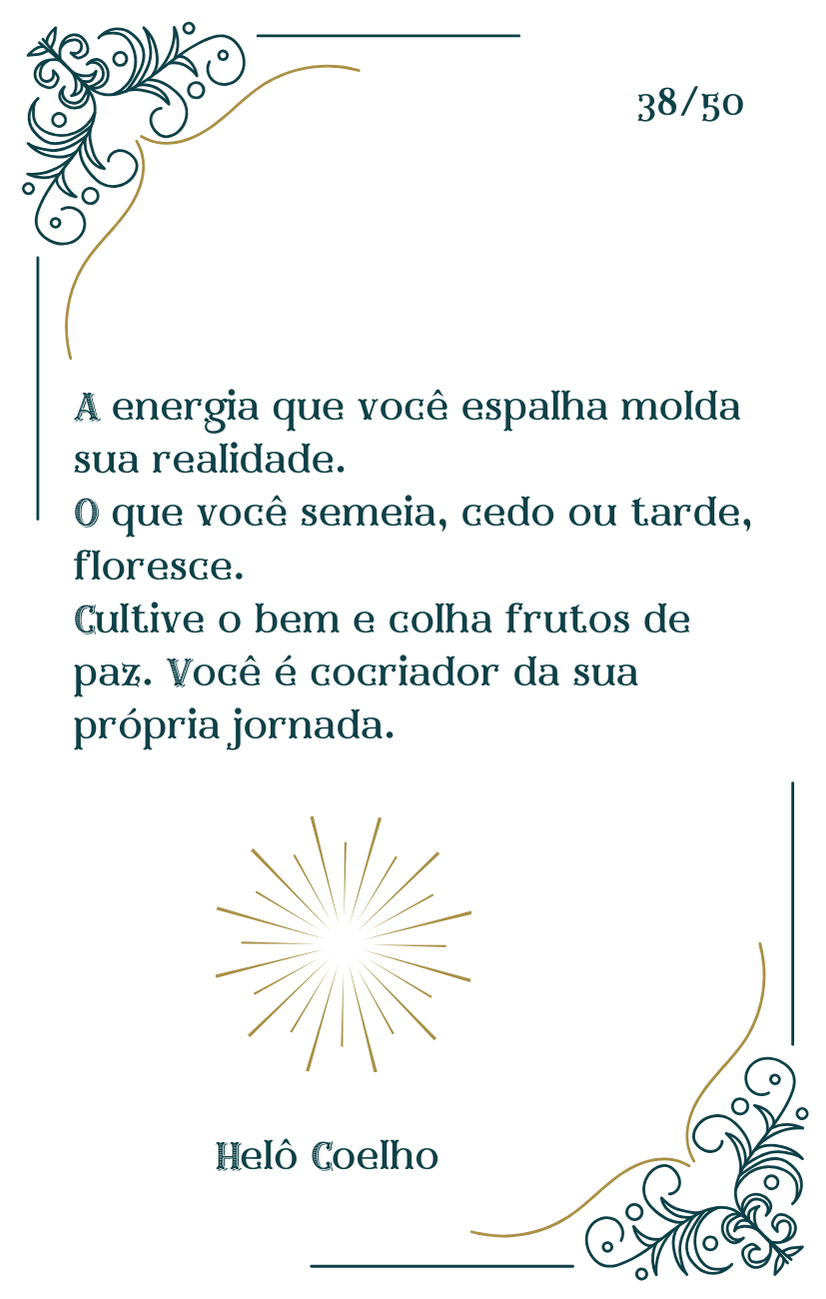 38/50
A energia que você espalha molda
sua realidade.
O que você semeia, cedo ou tarde,
floresce.
Cultive o bem e colha frutos de
paz. Você é cocriador da sua
própria jornada.
Helô Coelho